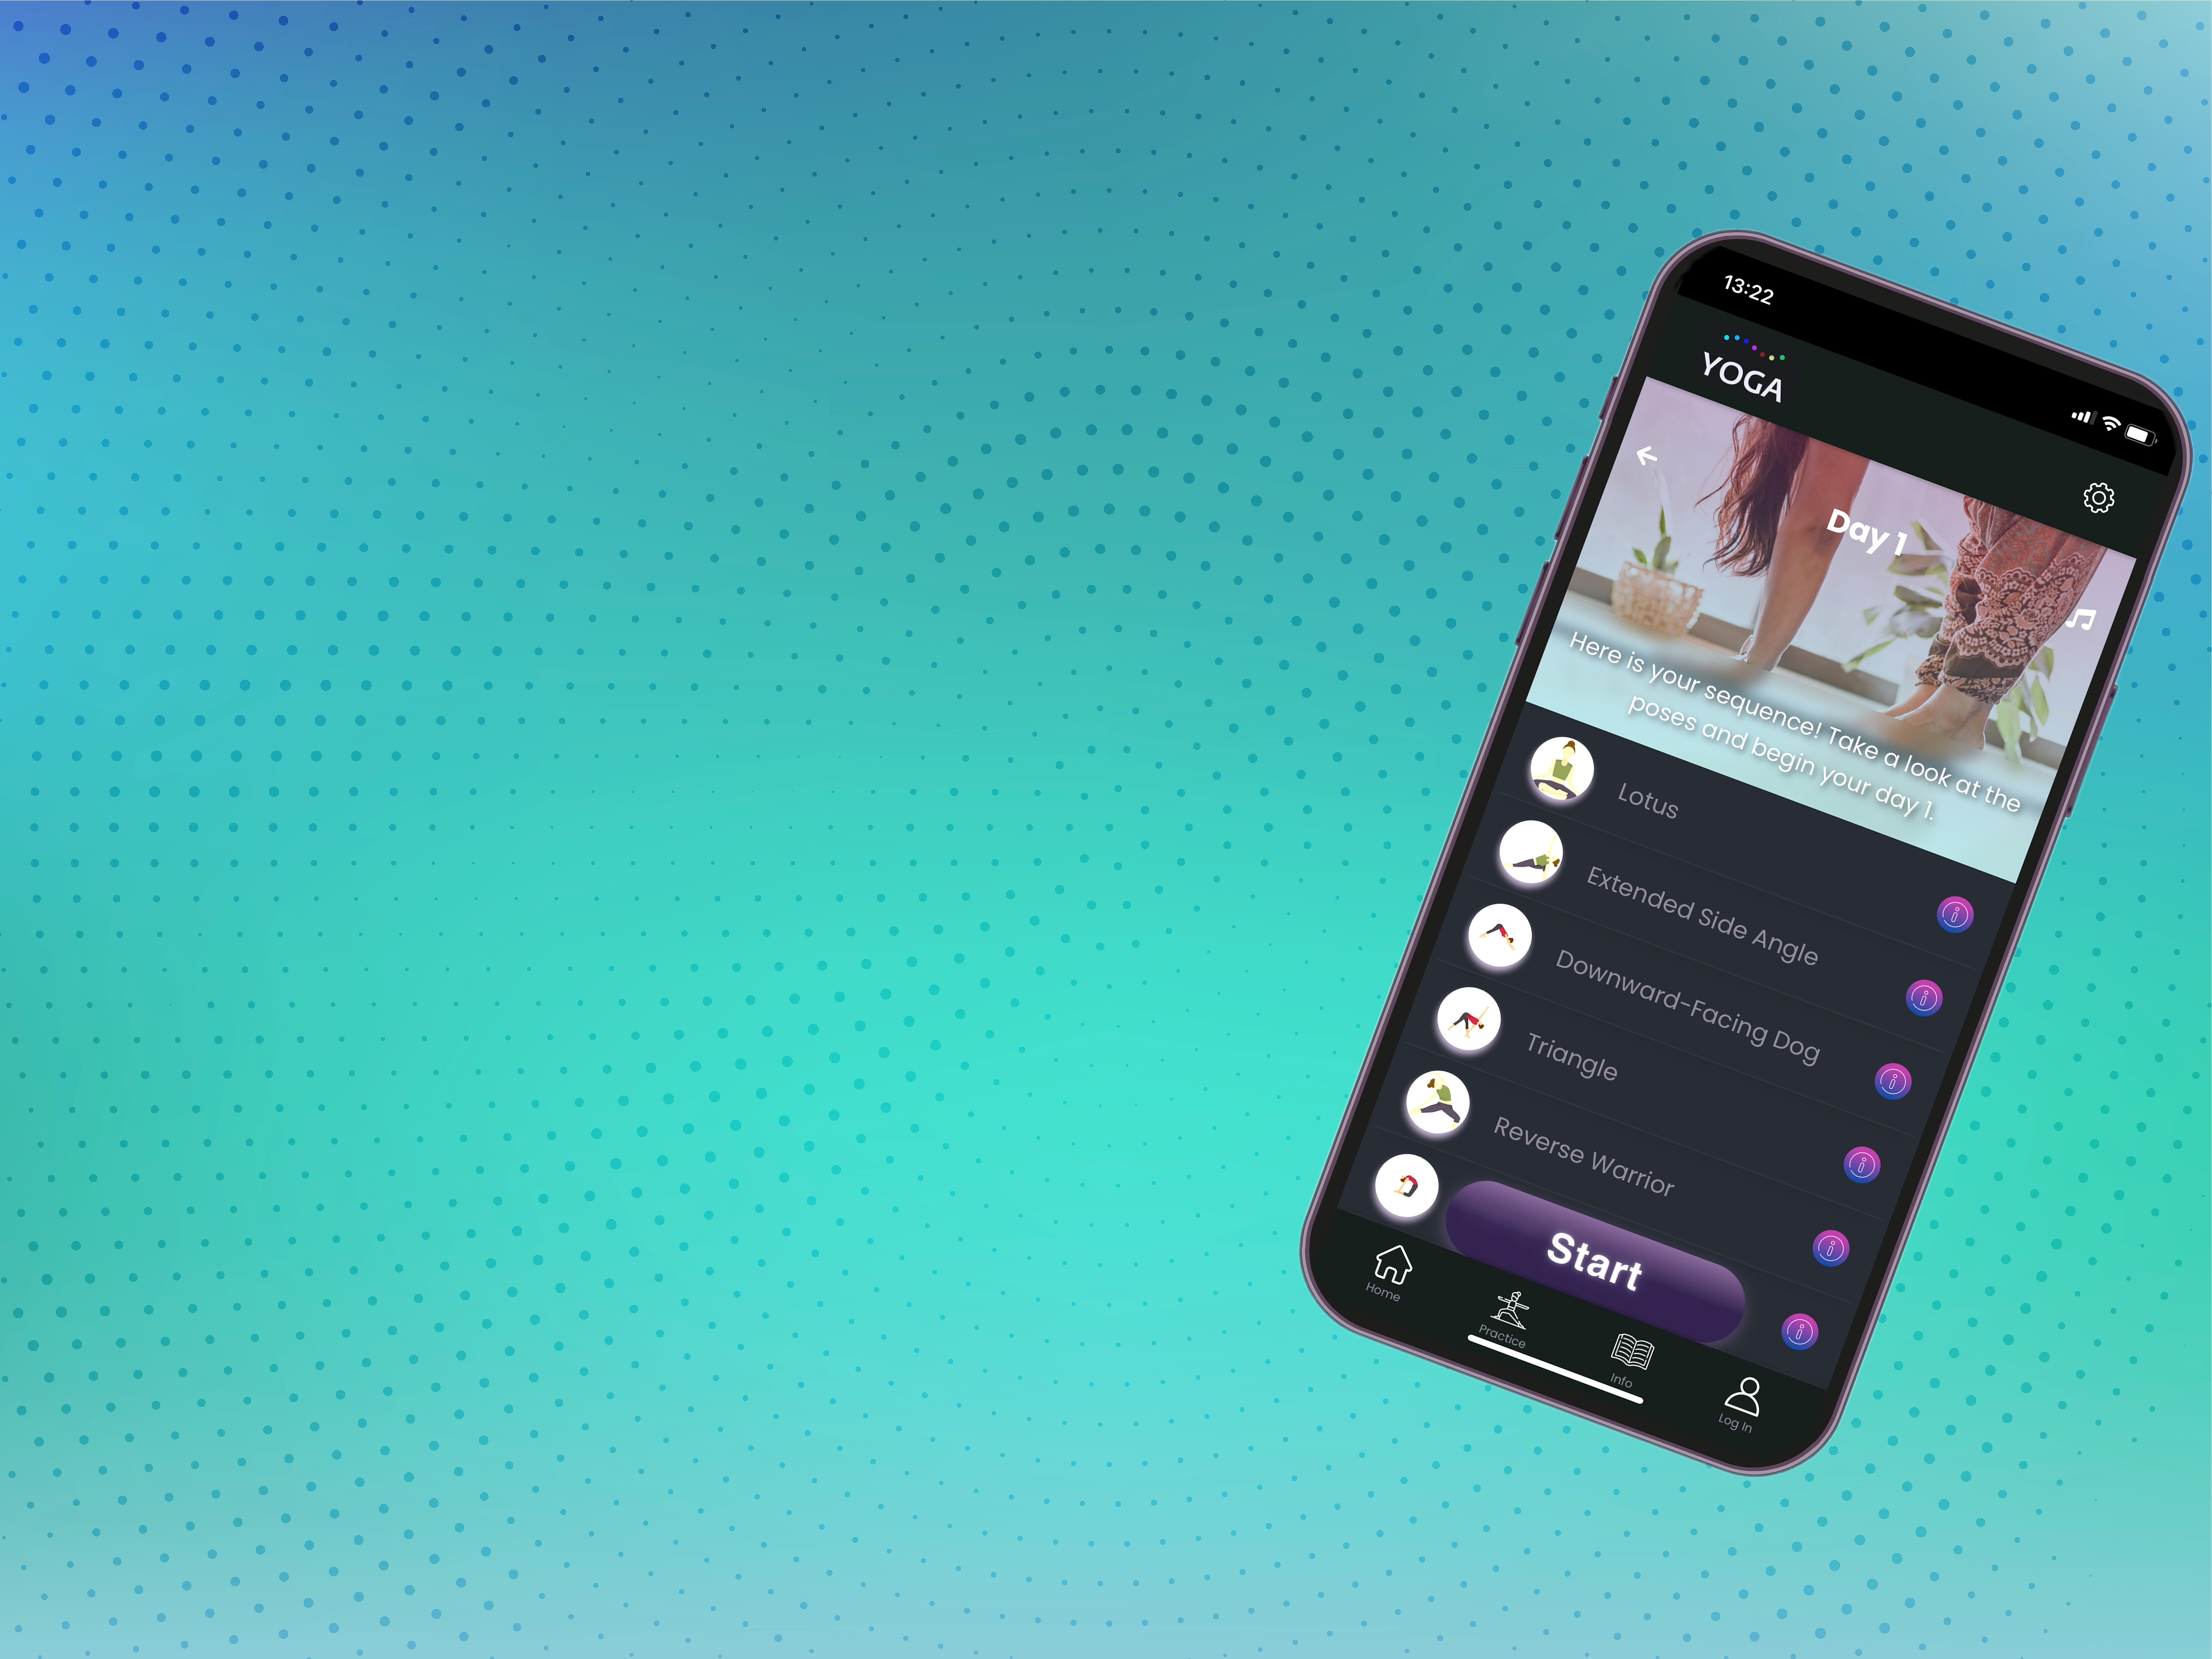 13:22
YOGA
Day 1
Here is your sequence! Take a look at the
poses and begin your day 1.
Lotus
Extended Side Angle
Downward-Facing Dog
Triangle
Reverse Warrior
Start
Home
Practice
Info
Log In